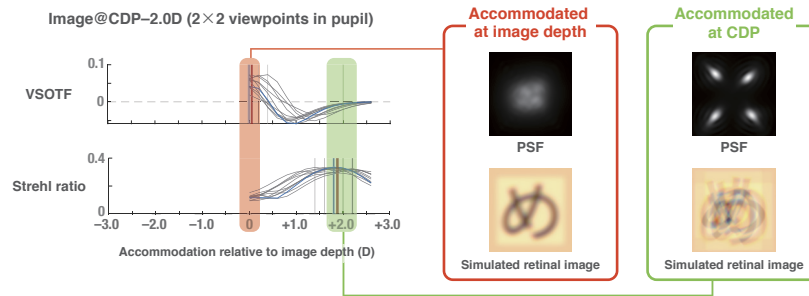 Image@CDP–2.0D (2×2 viewpoints in pupil)
Accommodated
at image depth
Accommodated
at CDP
0.1
VSOTF
0
0.4
Strehl ratio
0
–3.0 –2.0 –1.0 0 +1.0 +2.0 +3.0
Accommodation relative to image depth (D)
PSF
PSF
Simulated retinal image
Simulated retinal image